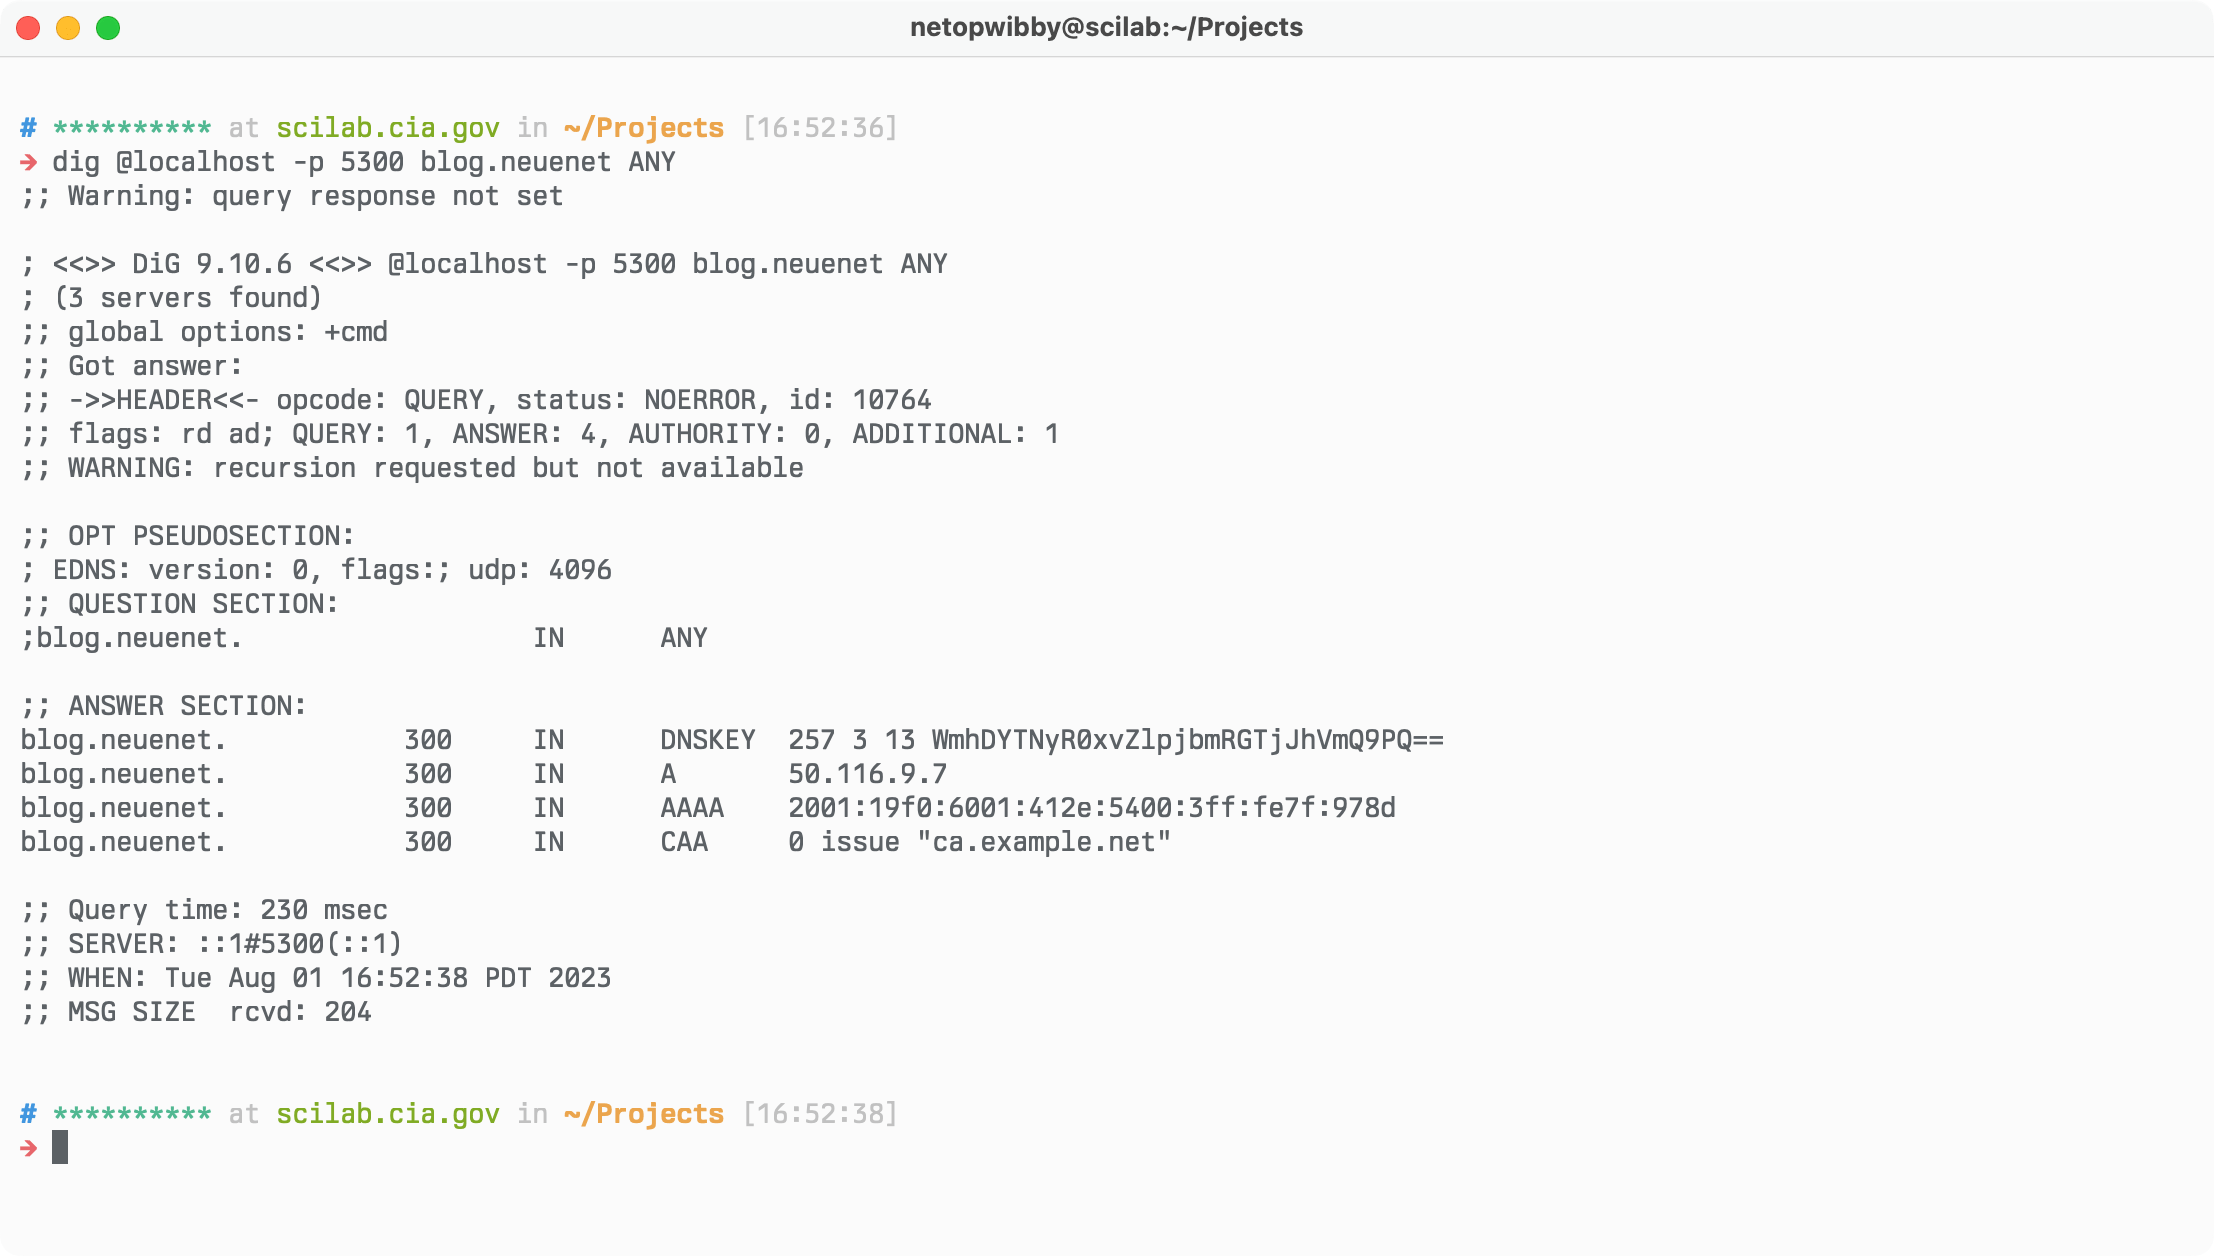 netopwibby@scilab:~/Projects
# ********** at scilab.cia.gov in ~/Projects [16:52:36]
→ dig @localhost -p 5300 blog.neuenet ANY
;; Warning: query response not set
; <<>> DiG 9.10.6 <<>> @localhost -p 5300 blog.neuenet ANY
; (3 servers found)
;; global options: +cmd
;; Got answer:
;; ->>HEADER<<- opcode: QUERY, status: NOERROR, id: 10764
;; flags: rd ad; QUERY: 1, ANSWER: 4, AUTHORITY: 0, ADDITIONAL: 1
;; WARNING: recursion requested but not available
;; OPT PSEUDOSECTION:
; EDNS: version: 0, flags:; udp: 4096
;; QUESTION SECTION:
;blog.neuenet. IN ANY
;; ANSWER SECTION:
blog.neuenet. 300 IN DNSKEY 257 3 13 WmhDYTNyR0xvZlpjbmRGTjJhVmQ9PQ==
blog.neuenet. 300 IN A 50.116.9.7
blog.neuenet. 300 IN AAAA 2001:19f0:6001:412e:5400:3ff:fe7f:978d
blog.neuenet. 300 IN CAA 0 issue "ca.example.net"
;; Query time: 230 msec
;; SERVER: ::1#5300(::1)
;; WHEN: Tue Aug 01 16:52:38 PDT 2023
;; MSG SIZE  rcvd: 204
# ********** at scilab.cia.gov in ~/Projects [16:52:38]
→